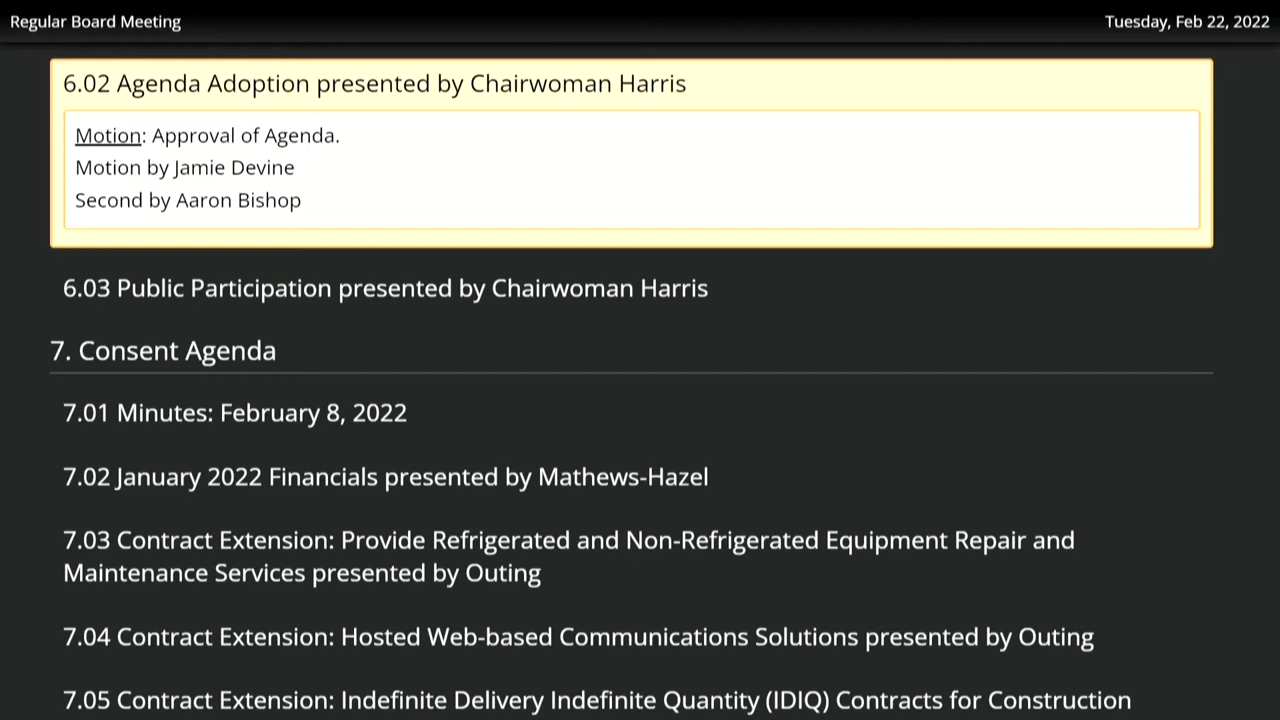 Regular Board Meeting
Tuesday, Feb 22, 2022
6.02 Agenda Adoption presented by Chairwoman Harris
Motion: Approval of Agenda.
Motion by Jamie Devine
Second by Aaron Bishop
6.03 Public Participation presented by Chairwoman Harris
7. Consent Agenda
7.01 Minutes: February 8, 2022
7.02 January 2022 Financials presented by Mathews-Hazel
7.03 Contract Extension: Provide Refrigerated and Non-Refrigerated Equipment Repair and
Maintenance Services presented by Outing
7.04 Contract Extension: Hosted Web-based Communications Solutions presented by Outing
7.05 Contract Extension: Indefinite Delivery Indefinite Quantity (IDIQ) Contracts for Construction